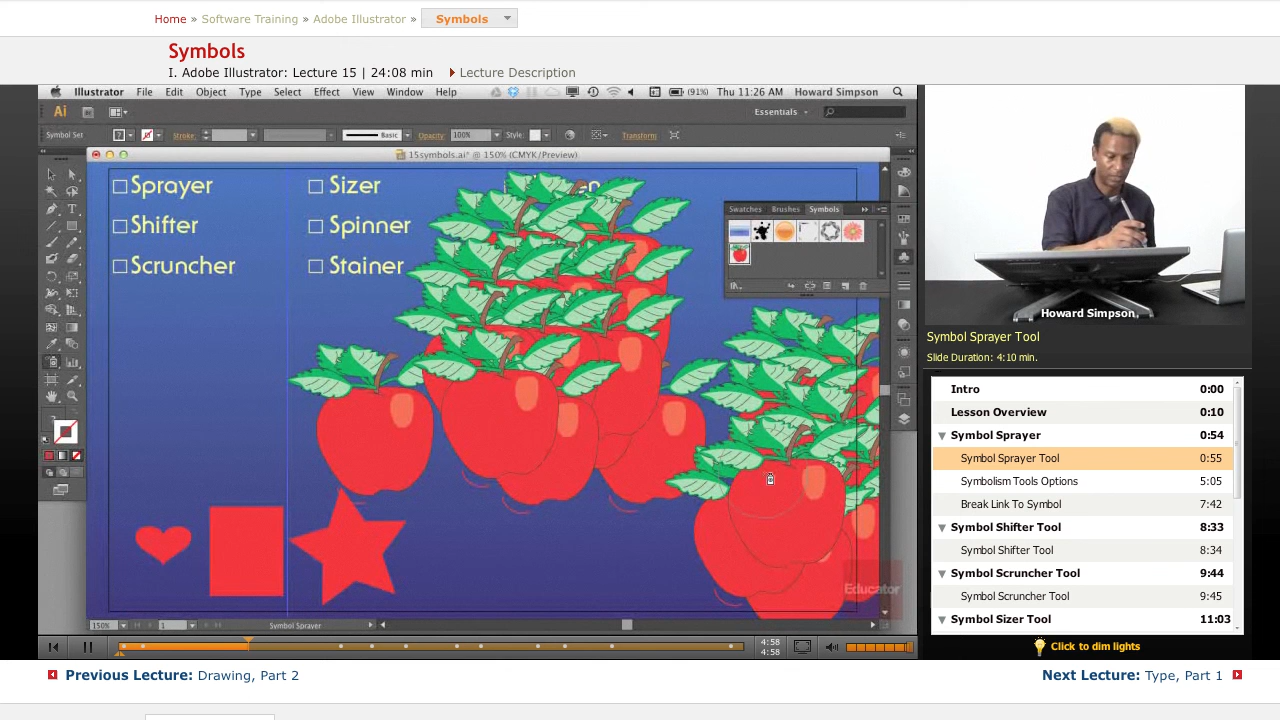 Home » Software Training » Adobe Illustrator » Symbols
Symbols
I. Adobe Illustrator: Lecture 15 | 24:08 min Lecture Description
Illustrator File Edit Object Type Select Effect View Window Help (91%) Thu 11:26 AM Howard Simpson
Ai Essentials
Symbol Set Stroke: Basic Opacity: 100% Style: Transform
15symbols.ai* @ 150% (CMYK/Preview)
Sprayer Sizer
Shifter Spinner
Scruncher Stainer
Swatches Brushes Symbols
Educator
150% 1 Symbol Sprayer
4:58
4:58
Howard Simpson
Symbol Sprayer Tool
Slide Duration: 4:10 min.
Intro 0:00
Lesson Overview 0:10
Symbol Sprayer 0:54
Symbol Sprayer Tool 0:55
Symbolism Tools Options 5:05
Break Link To Symbol 7:42
Symbol Shifter Tool 8:33
Symbol Shifter Tool 8:34
Symbol Scruncher Tool 9:44
Symbol Scruncher Tool 9:45
Symbol Sizer Tool 11:03
Click to dim lights
Previous Lecture: Drawing, Part 2
Next Lecture: Type, Part 1